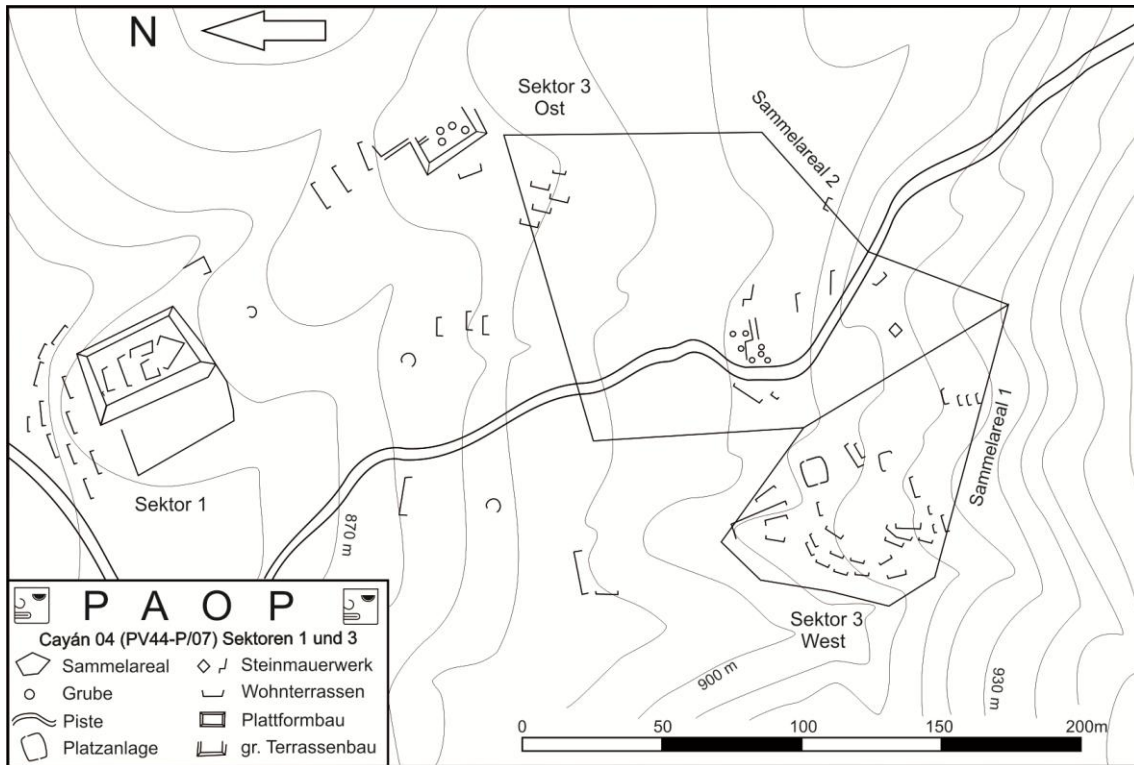 N
Sektor 3
Ost
Sammelareal 2
Sektor 1
870 m
Sammelareal 1
Sektor 3
West
900 m
930 m
P A O P
Cayán 04 (PV44-P/07) Sektoren 1 und 3
Sammelareal
Steinmauerwerk
Grube
Wohnterrassen
Piste
Plattformbau
Platzanlage
gr. Terrassenbau
0 50 100 150 200m